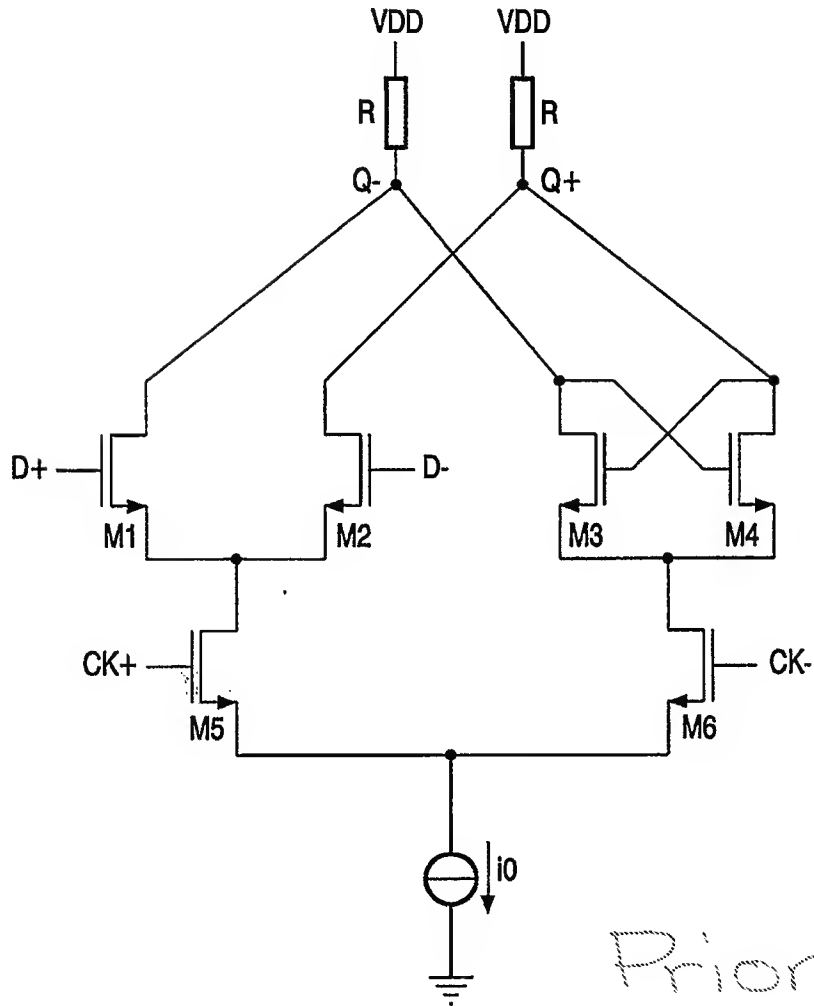 VDD VDD
R R
Q- Q+
D+ D-
M1 M2 M3 M4
CK+ CK-
M5 M6
i0
Prior